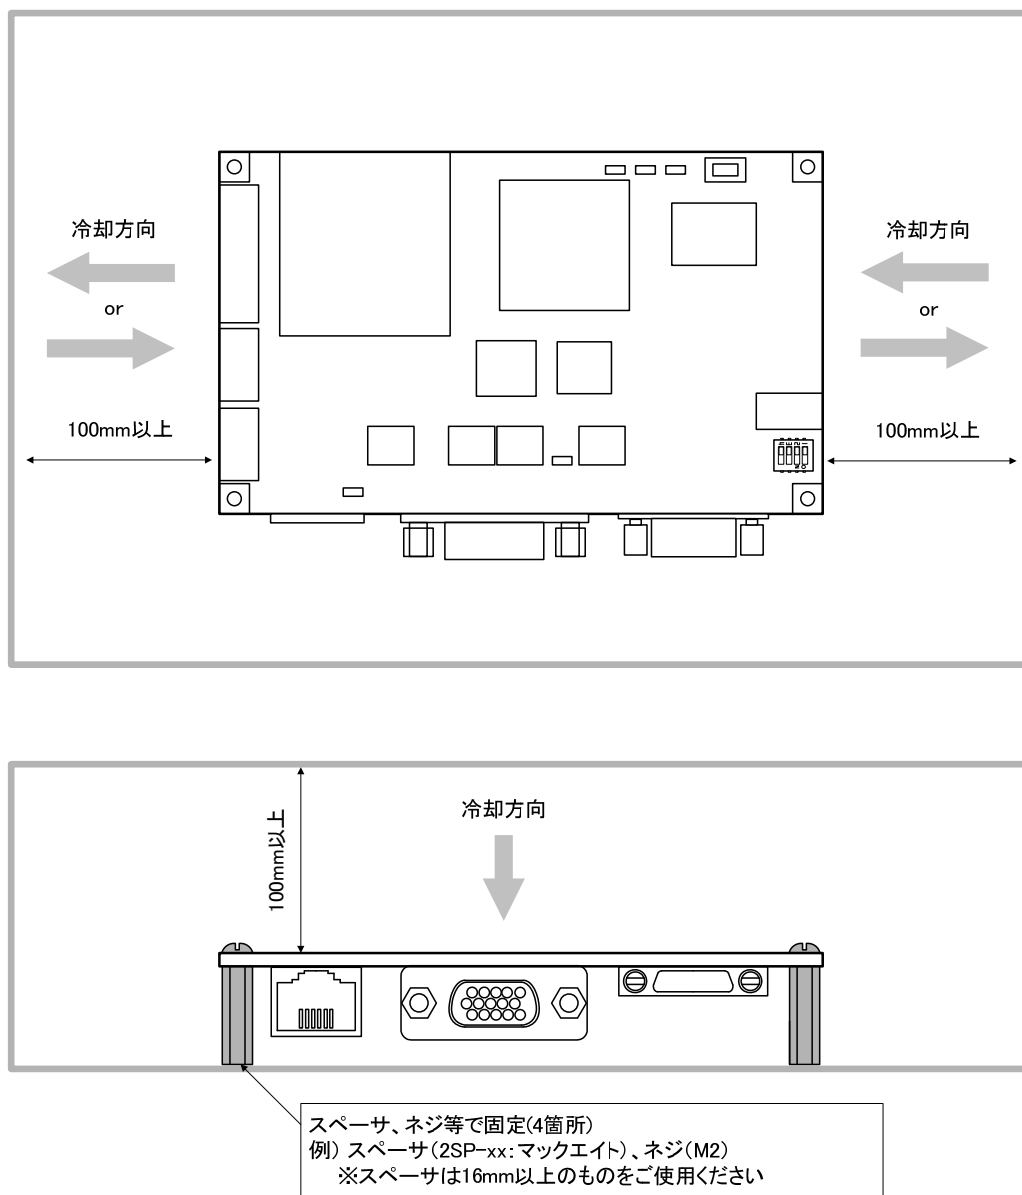 冷却方向
or
100mm以上
冷却方向
or
100mm以上
100mm以上
冷却方向
スペーサ、ネジ等で固定(4箇所)
例) スペーサ(2SP-xx:マックエイト)、ネジ(M2)
※スペーサは16mm以上のものをご使用ください